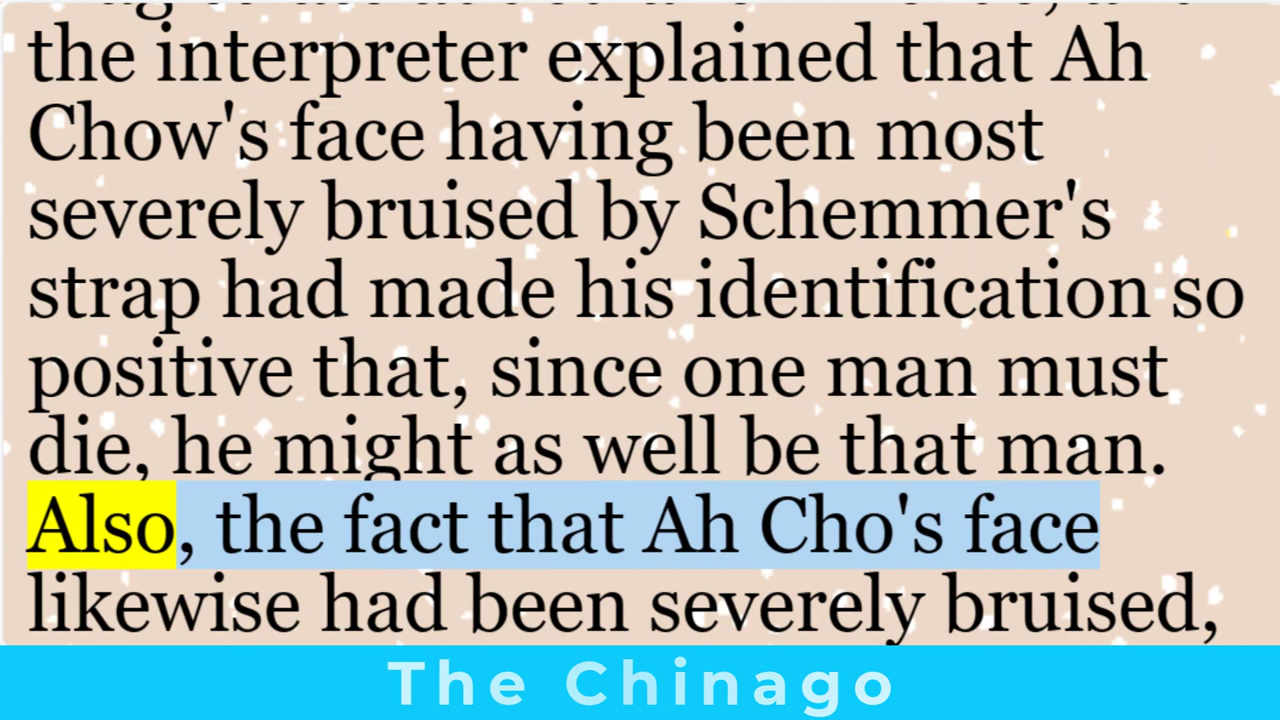 the interpreter explained that Ah
Chow's face having been most
severely bruised by Schemmer's
strap had made his identification so
positive that, since one man must
die, he might as well be that man.
Also, the fact that Ah Cho's face
likewise had been severely bruised,
The Chinago